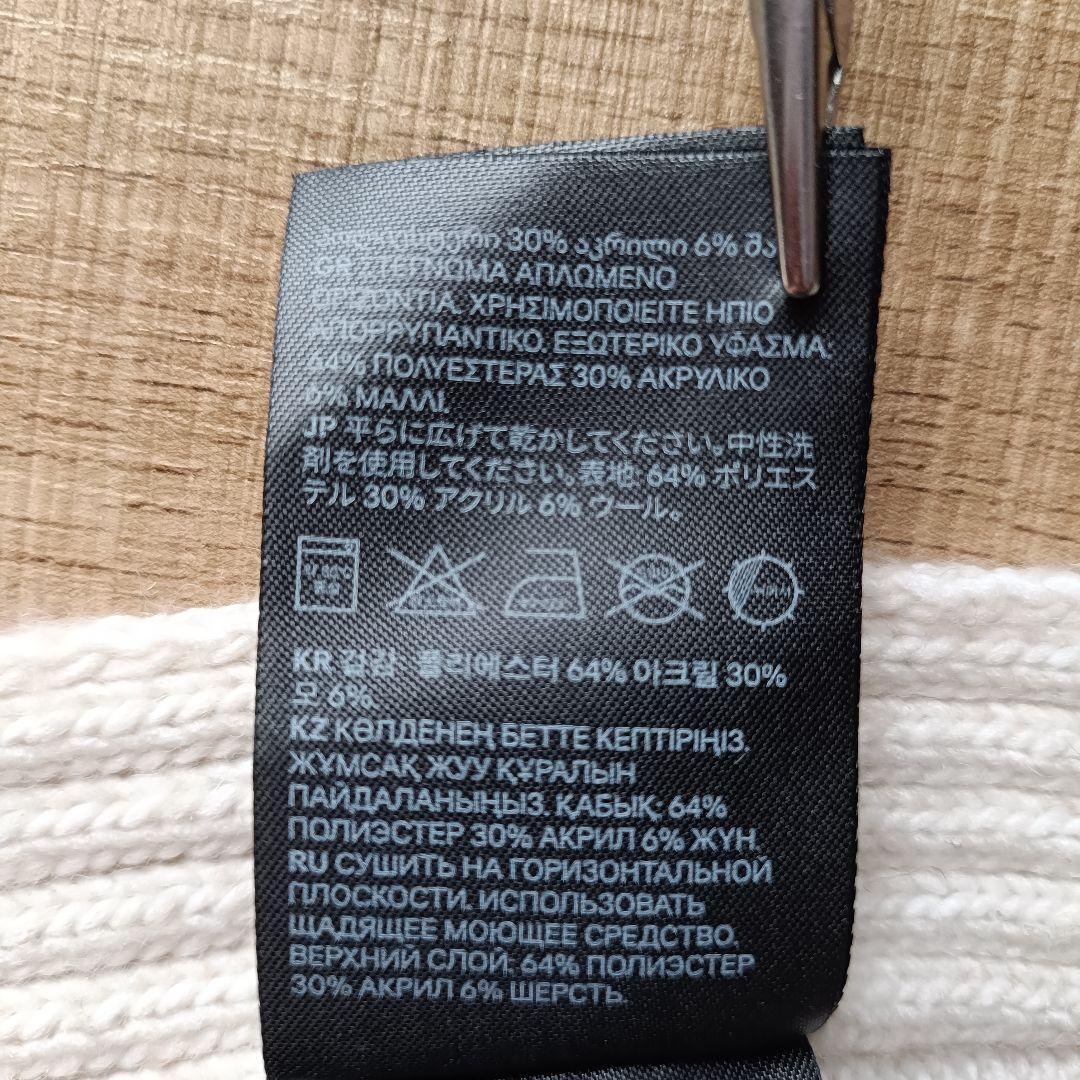 30% აკრილი 6%
GR ΣΤΕΓΝΩΜΑ ΑΠΛΩΜΕΝΟ
ΟΡΙΖΟΝΤΙΑ. ΧΡΗΣΙΜΟΠΟΙΕΙΤΕ ΗΠΙΟ
ΑΠΟΡΡΥΠΑΝΤΙΚΟ. ΕΞΩΤΕΡΙΚΟ ΥΦΑΣΜΑ:
64% ΠΟΛΥΕΣΤΕΡΑΣ 30% ΑΚΡΥΛΙΚΟ
6% ΜΑΛΛΙ.
JP 平らに広げて乾かしてください。中性洗
剤を使用してください。表地: 64% ポリエス
テル 30% アクリル 6% ウール。
KR 겉감: 폴리에스터 64% 아크릴 30%
모 6%.
KZ КӨЛДЕНЕҢ БЕТТЕ КЕПТІРІҢІЗ.
ЖҰМСАҚ ЖУУ ҚҰРАЛЫН
ПАЙДАЛАНЫҢЫЗ. ҚАБЫҚ: 64%
ПОЛИЭСТЕР 30% АКРИЛ 6% ЖҮН.
RU СУШИТЬ НА ГОРИЗОНТАЛЬНОЙ
ПЛОСКОСТИ. ИСПОЛЬЗОВАТЬ
ЩАДЯЩЕЕ МОЮЩЕЕ СРЕДСТВО.
ВЕРХНИЙ СЛОЙ: 64% ПОЛИЭСТЕР
30% АКРИЛ 6% ШЕРСТЬ.